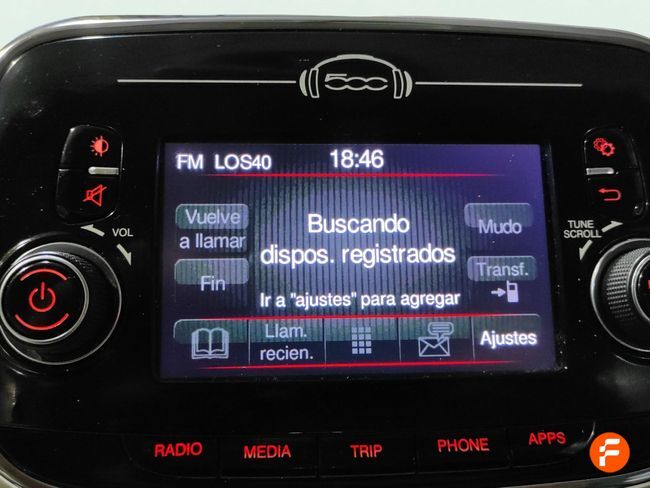 500
FM LOS40 18:46
Vuelve
a llamar
Buscando
dispos. registrados
Mudo
Fin
Transf.
Ir a "ajustes" para agregar
Llam.
recien.
Ajustes
VOL
TUNE
SCROLL
RADIO
MEDIA
TRIP
PHONE
APPS